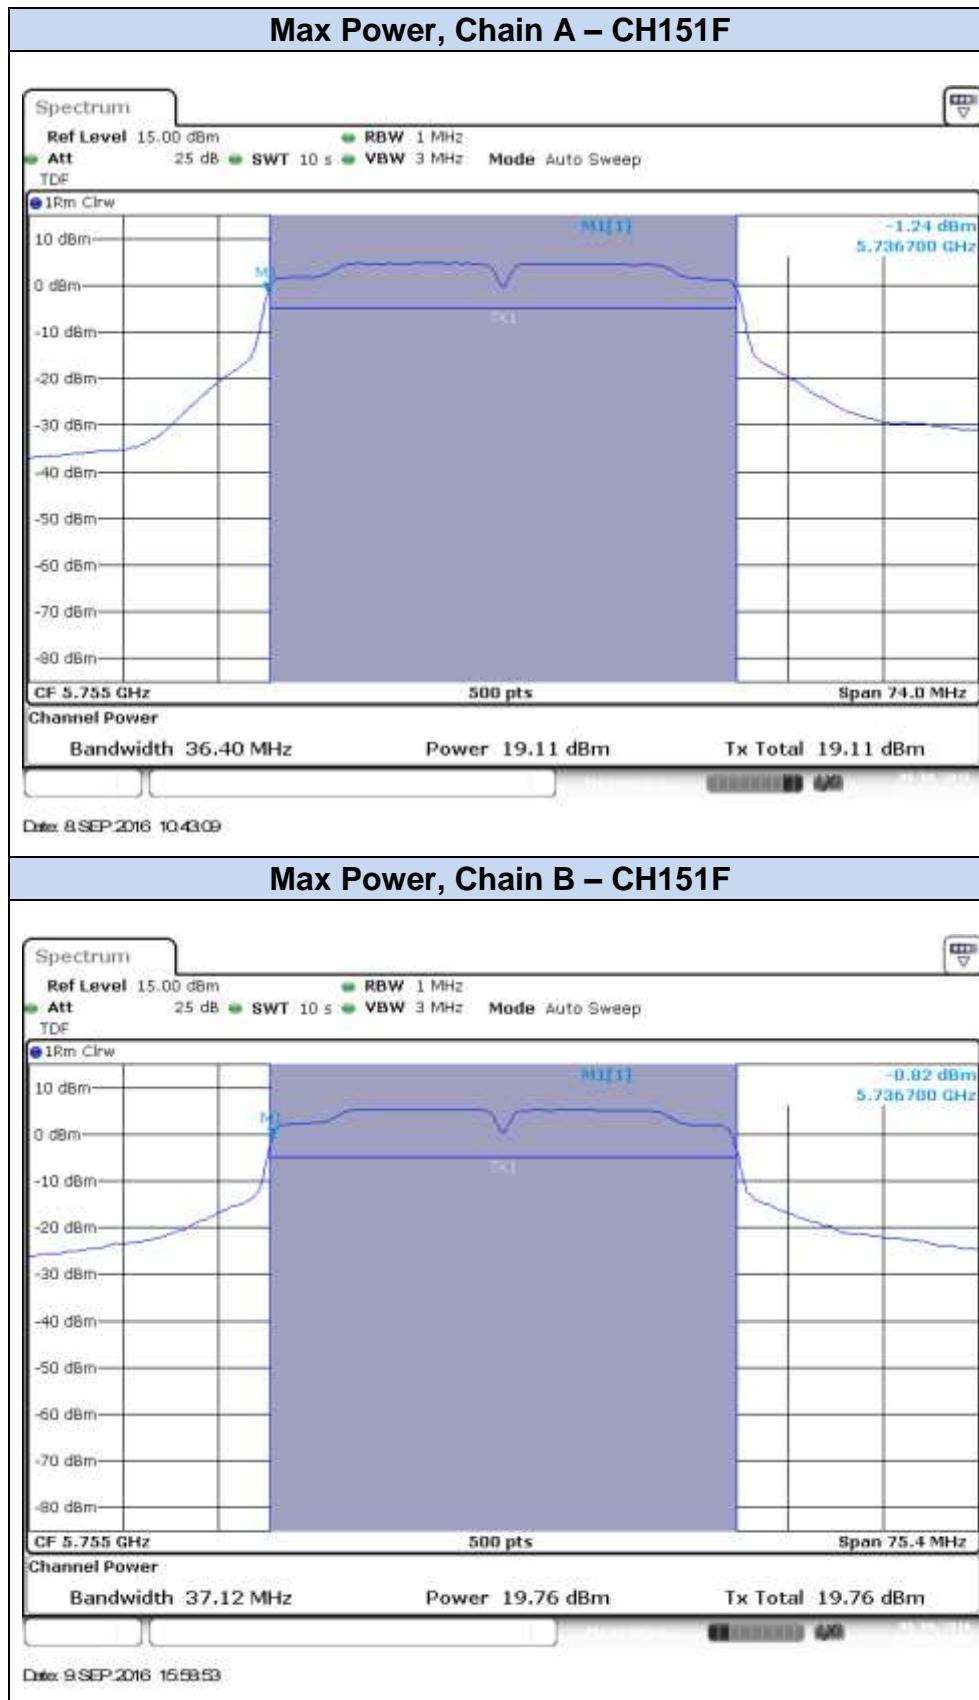 Max Power, Chain A – CH151F
Spectrum
Ref Level 15.00 dBm RBW 1 MHz
Att 25 dB SWT 10 s VBW 3 MHz Mode Auto Sweep
TDF
1Rm Clrw
M1[1] -1.24 dBm
10 dBm 5.736700 GHz
M1
0 dBm
TX1
-10 dBm
-20 dBm
-30 dBm
-40 dBm
-50 dBm
-60 dBm
-70 dBm
-80 dBm
CF 5.755 GHz 500 pts Span 74.0 MHz
Channel Power
Bandwidth 36.40 MHz Power 19.11 dBm Tx Total 19.11 dBm
Date: 8.SEP.2016 10:43:09
Max Power, Chain B – CH151F
Spectrum
Ref Level 15.00 dBm RBW 1 MHz
Att 25 dB SWT 10 s VBW 3 MHz Mode Auto Sweep
TDF
1Rm Clrw
M1[1] -0.82 dBm
10 dBm 5.736700 GHz
M1
0 dBm
TX1
-10 dBm
-20 dBm
-30 dBm
-40 dBm
-50 dBm
-60 dBm
-70 dBm
-80 dBm
CF 5.755 GHz 500 pts Span 75.4 MHz
Channel Power
Bandwidth 37.12 MHz Power 19.76 dBm Tx Total 19.76 dBm
Date: 9.SEP.2016 15:58:53